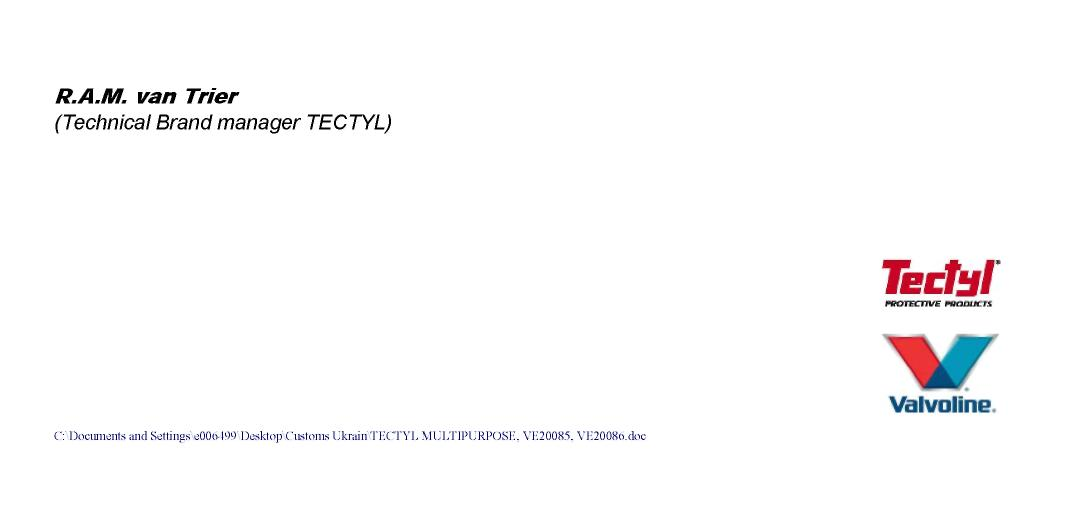 R.A.M. van Trier
(Technical Brand manager TECTYL)
Tectyl®
PROTECTIVE PRODUCTS
Valvoline®
C:\Documents and Settings\e006499\Desktop\Customs Ukrain\TECTYL MULTIPURPOSE, VE20085, VE20086.doc